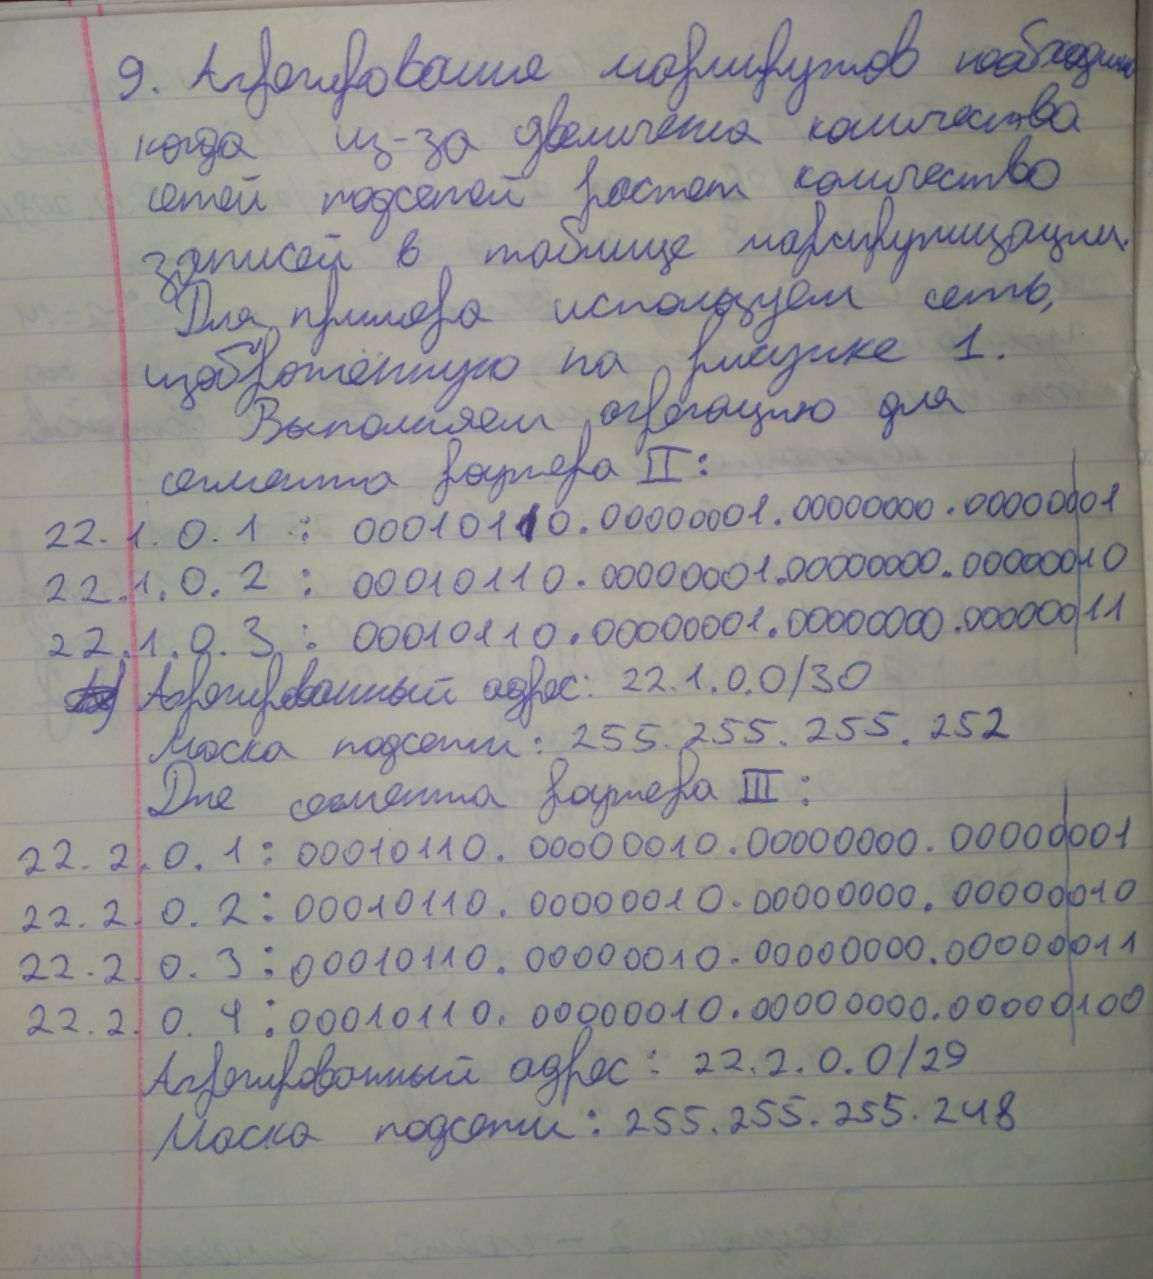 9. Агрегирование маршрутов необходимо
когда из-за увеличения количества
сетей подсетей растет количество
записей в таблице маршрутизации.
Для примера используем сеть,
изображенную на рисунке 1.
Выполняем агрегацию для
сегмента роутера II:
22.1.0.1 : 00010110.00000001.00000000.00000001
22.1.0.2 : 00010110.00000001.00000000.00000010
22.1.0.3 : 00010110.00000001.00000000.00000011
Агрегированный адрес: 22.1.0.0/30
Маска подсети: 255.255.255.252
Для сегмента роутера III:
22.2.0.1: 00010110.00000010.00000000.00000001
22.2.0.2: 00010110.00000010.00000000.00000010
22.2.0.3: 00010110.00000010.00000000.00000011
22.2.0.4: 00010110.00000010.00000000.00000100
Агрегированный адрес: 22.2.0.0/29
Маска подсети: 255.255.255.248